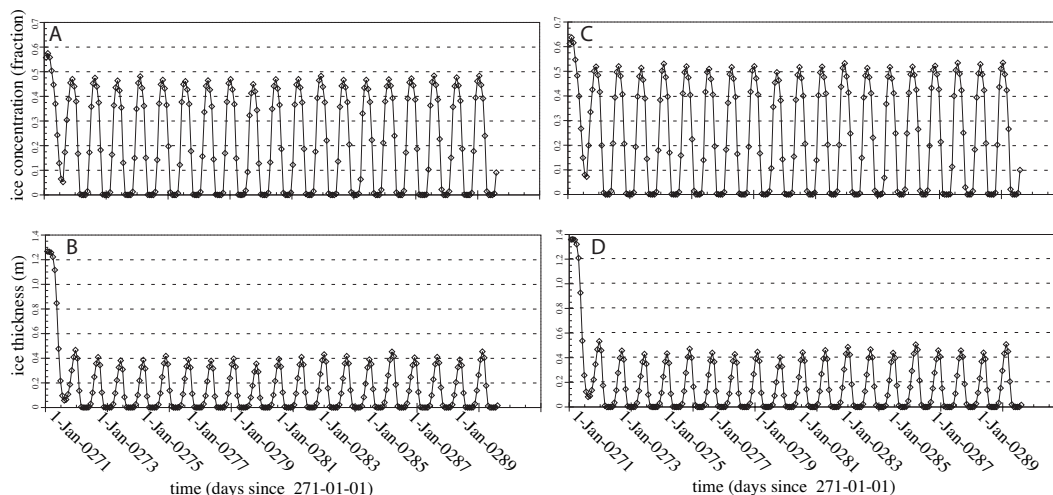 A
C
ice concentration (fraction)
0.7
0.6
0.5
0.4
0.3
0.2
0.1
0
0.7
0.6
0.5
0.4
0.3
0.2
0.1
0
B
D
ice thickness (m)
1.4
1.2
1.0
0.8
0.6
0.4
0.2
0
1.4
1.2
1.0
0.8
0.6
0.4
0.2
0
1-Jan-0271
1-Jan-0273
1-Jan-0275
1-Jan-0277
1-Jan-0279
1-Jan-0281
1-Jan-0283
1-Jan-0285
1-Jan-0287
1-Jan-0289
1-Jan-0271
1-Jan-0273
1-Jan-0275
1-Jan-0277
1-Jan-0279
1-Jan-0281
1-Jan-0283
1-Jan-0285
1-Jan-0287
1-Jan-0289
time (days since 271-01-01)
time (days since 271-01-01)